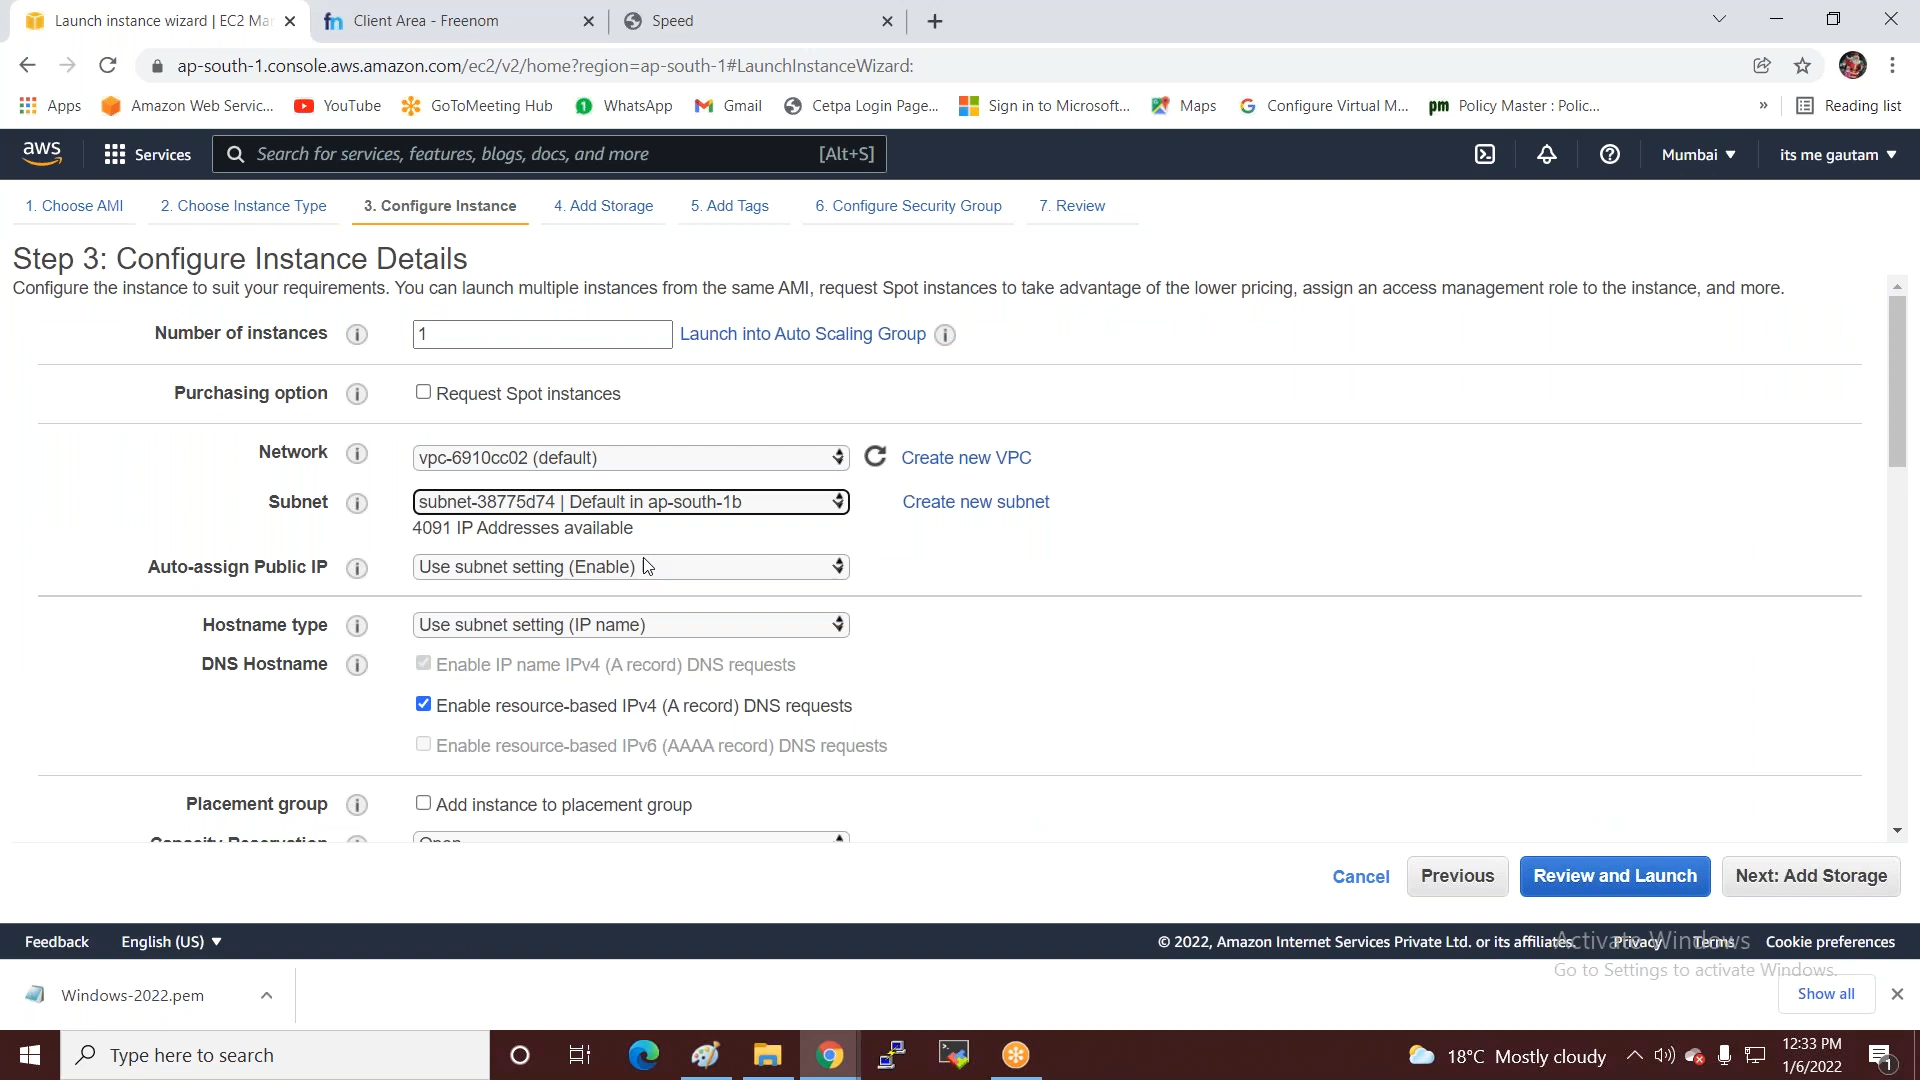 Launch instance wizard | EC2 Ma
Client Area - Freenom
Speed
ap-south-1.console.aws.amazon.com/ec2/v2/home?region=ap-south-1#LaunchInstanceWizard:
Apps
Amazon Web Servic...
YouTube
GoToMeeting Hub
WhatsApp
Gmail
Cetpa Login Page...
Sign in to Microsoft...
Maps
Configure Virtual M...
pm Policy Master : Polic...
Reading list
aws
Services
Search for services, features, blogs, docs, and more
[Alt+S]
Mumbai
its me gautam
1. Choose AMI
2. Choose Instance Type
3. Configure Instance
4. Add Storage
5. Add Tags
6. Configure Security Group
7. Review
Step 3: Configure Instance Details
Configure the instance to suit your requirements. You can launch multiple instances from the same AMI, request Spot instances to take advantage of the lower pricing, assign an access management role to the instance, and more.
Number of instances
1
Launch into Auto Scaling Group
Purchasing option
Request Spot instances
Network
vpc-6910cc02 (default)
Create new VPC
Subnet
subnet-38775d74 | Default in ap-south-1b
Create new subnet
4091 IP Addresses available
Auto-assign Public IP
Use subnet setting (Enable)
Hostname type
Use subnet setting (IP name)
DNS Hostname
Enable IP name IPv4 (A record) DNS requests
Enable resource-based IPv4 (A record) DNS requests
Enable resource-based IPv6 (AAAA record) DNS requests
Placement group
Add instance to placement group
Capacity Reservation
Open
Cancel
Previous
Review and Launch
Next: Add Storage
Feedback
English (US)
© 2022, Amazon Internet Services Private Ltd. or its affiliates.
Privacy
Terms
Cookie preferences
Activate Windows
Go to Settings to activate Windows.
Windows-2022.pem
Show all
Type here to search
18°C Mostly cloudy
12:33 PM
1/6/2022
1